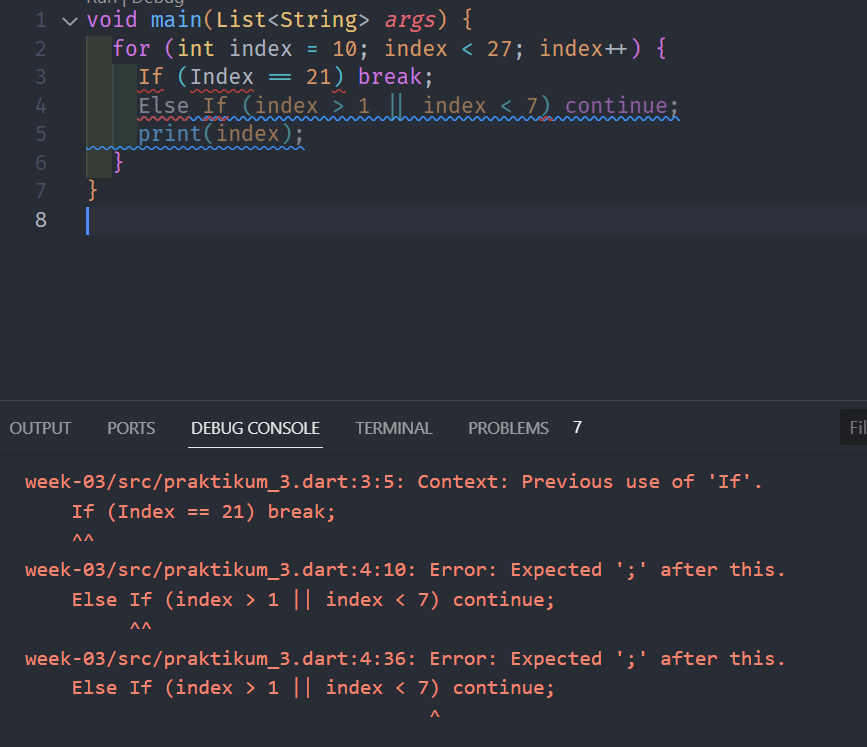 Run | Debug
1 void main(List<String> args) {
2 for (int index = 10; index < 27; index++) {
3 If (Index == 21) break;
4 Else If (index > 1 || index < 7) continue;
5 print(index);
6 }
7 }
8
OUTPUT PORTS DEBUG CONSOLE TERMINAL PROBLEMS 7 Fil
week-03/src/praktikum_3.dart:3:5: Context: Previous use of 'If'.
If (Index == 21) break;
^^
week-03/src/praktikum_3.dart:4:10: Error: Expected ';' after this.
Else If (index > 1 || index < 7) continue;
^^
week-03/src/praktikum_3.dart:4:36: Error: Expected ';' after this.
Else If (index > 1 || index < 7) continue;
^